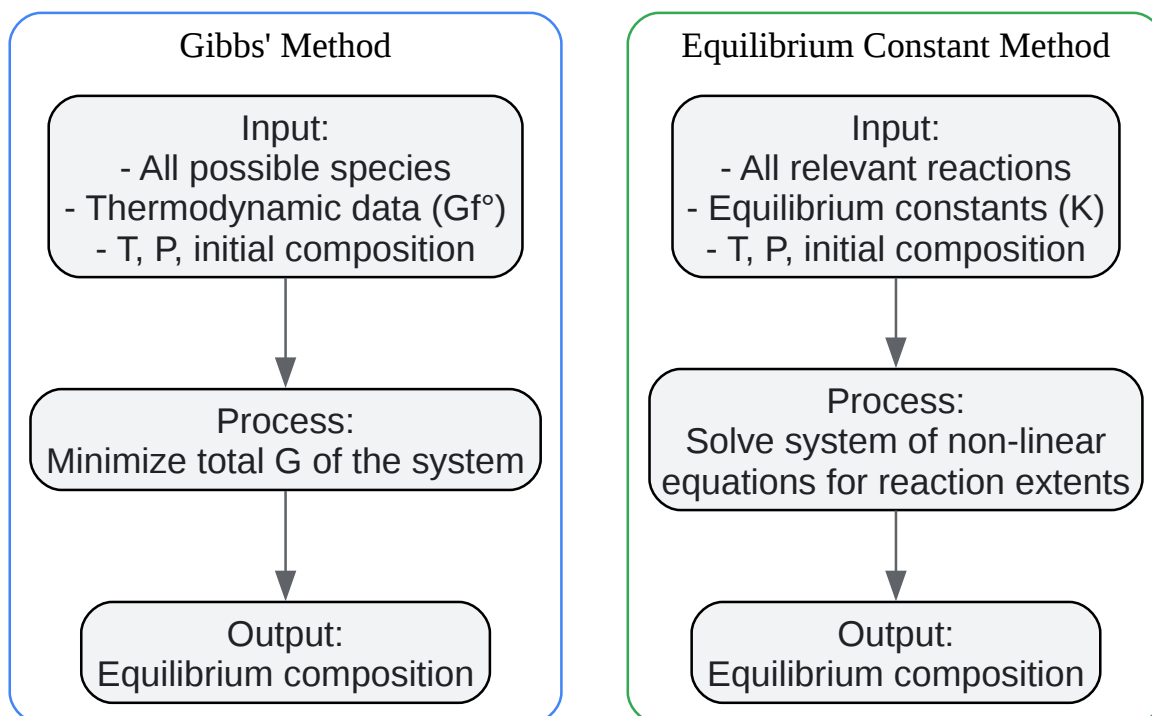 Gibbs' Method
Input:
- All possible species
- Thermodynamic data (Gf°)
- T, P, initial composition
Process:
Minimize total G of the system
Output:
Equilibrium composition
Equilibrium Constant Method
Input:
- All relevant reactions
- Equilibrium constants (K)
- T, P, initial composition
Process:
Solve system of non-linear
equations for reaction extents
Output:
Equilibrium composition